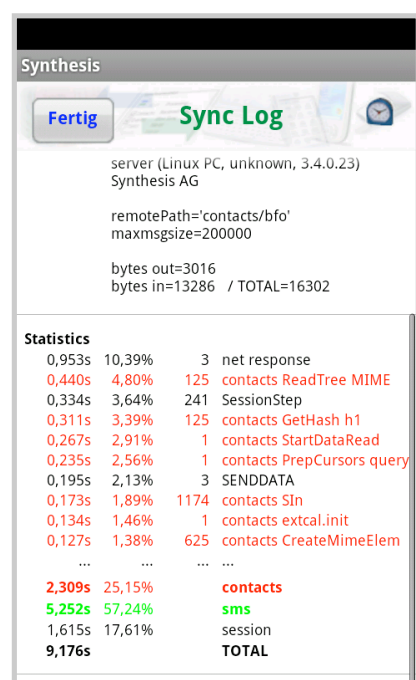 Synthesis
Fertig
Sync Log
server (Linux PC, unknown, 3.4.0.23)
Synthesis AG
remotePath='contacts/bfo'
maxmsgsize=200000
bytes out=3016
bytes in=13286 / TOTAL=16302
Statistics
0,953s 10,39% 3 net response
0,440s 4,80% 125 contacts ReadTree MIME
0,334s 3,64% 241 SessionStep
0,311s 3,39% 125 contacts GetHash h1
0,267s 2,91% 1 contacts StartDataRead
0,235s 2,56% 1 contacts PrepCursors query
0,195s 2,13% 3 SENDDATA
0,173s 1,89% 1174 contacts SIn
0,134s 1,46% 1 contacts extcal.init
0,127s 1,38% 625 contacts CreateMimeElem
... ... ... ...
2,309s 25,15% contacts
5,252s 57,24% sms
1,615s 17,61% session
9,176s TOTAL